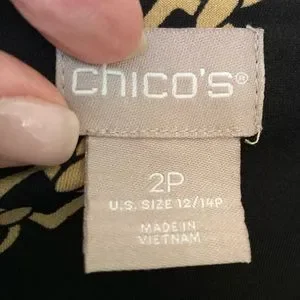 chico's®
2P
U.S. SIZE 12/14P
MADE IN
VIETNAM